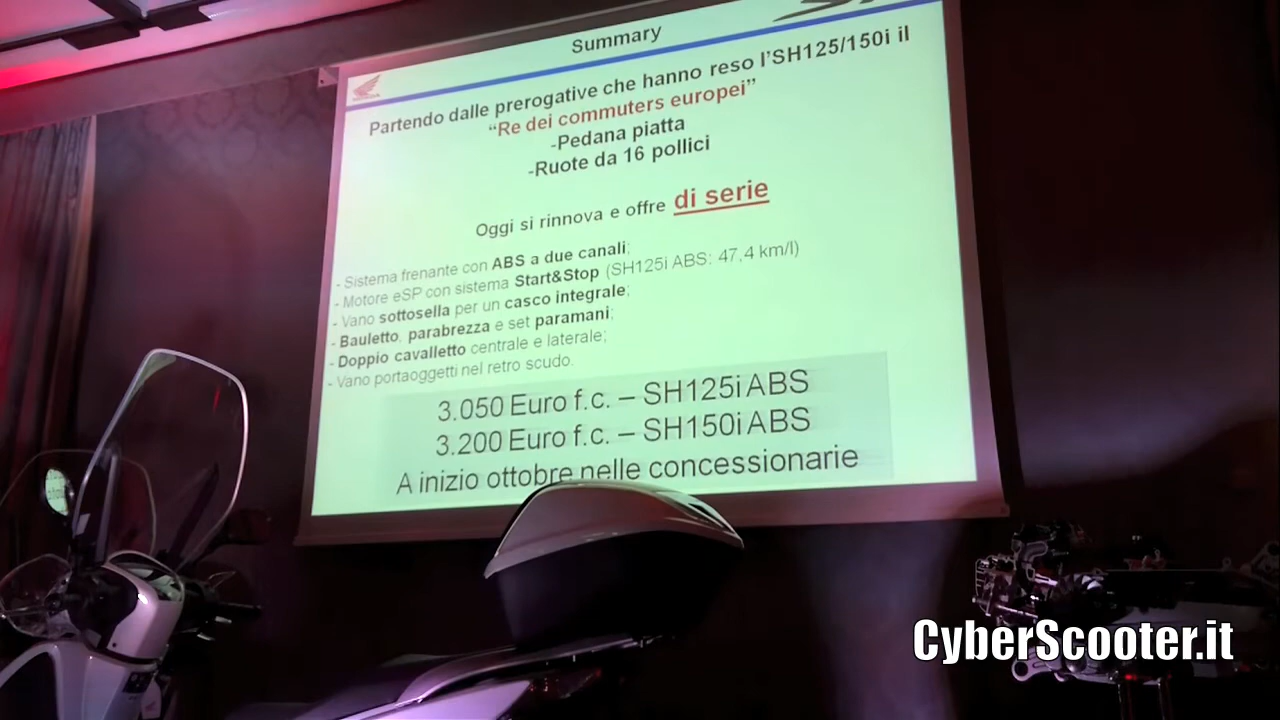 Summary
HONDA
Partendo dalle prerogative che hanno reso l'SH125/150i il
"Re dei commuters europei"
-Pedana piatta
-Ruote da 16 pollici
Oggi si rinnova e offre di serie
- Sistema frenante con ABS a due canali;
- Motore eSP con sistema Start&Stop (SH125i ABS: 47,4 km/l)
- Vano sottosella per un casco integrale;
- Bauletto, parabrezza e set paramani;
- Doppio cavalletto centrale e laterale;
- Vano portaoggetti nel retro scudo.
3.050 Euro f.c. – SH125i ABS
3.200 Euro f.c. – SH150i ABS
A inizio ottobre nelle concessionarie
CyberScooter.it